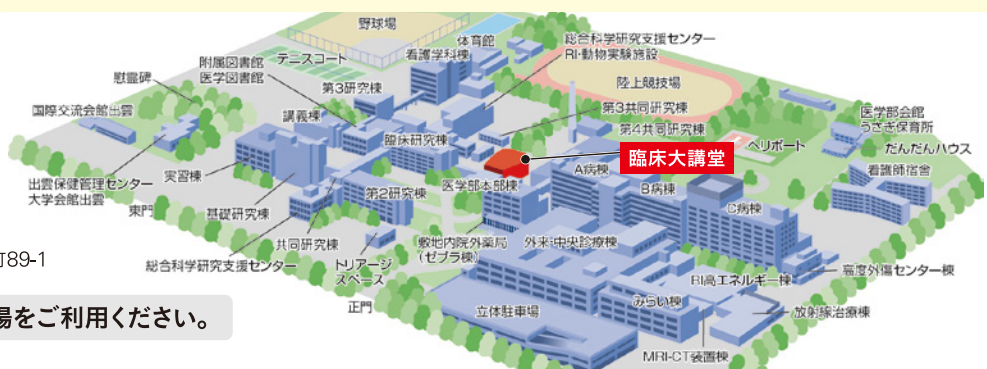 野球場
体育館
総合科学研究支援センター
RI・動物実験施設
看護学科棟
テニスコート
附属図書館
医学図書館
慰霊碑
第3研究棟
陸上競技場
国際交流会館出雲
講義棟
第3共同研究棟
医学部会館
うさぎ保育所
臨床研究棟
第4共同研究棟
ヘリポート
だんだんハウス
臨床大講堂
A病棟
看護師宿舎
実習棟
出雲保健管理センター
大学会館出雲
第2研究棟
医学部本部棟
B病棟
C病棟
東門
基礎研究棟
共同研究棟
敷地内院外薬局
(ゼブラ棟)
外来・中央診療棟
総合科学研究支援センター
トリアージ
スペース
町89-1
RI高エネルギー棟
高度外傷センター棟
正門
立体駐車場
みらい棟
放射線治療棟
場をご利用ください。
MRI-CT装置棟